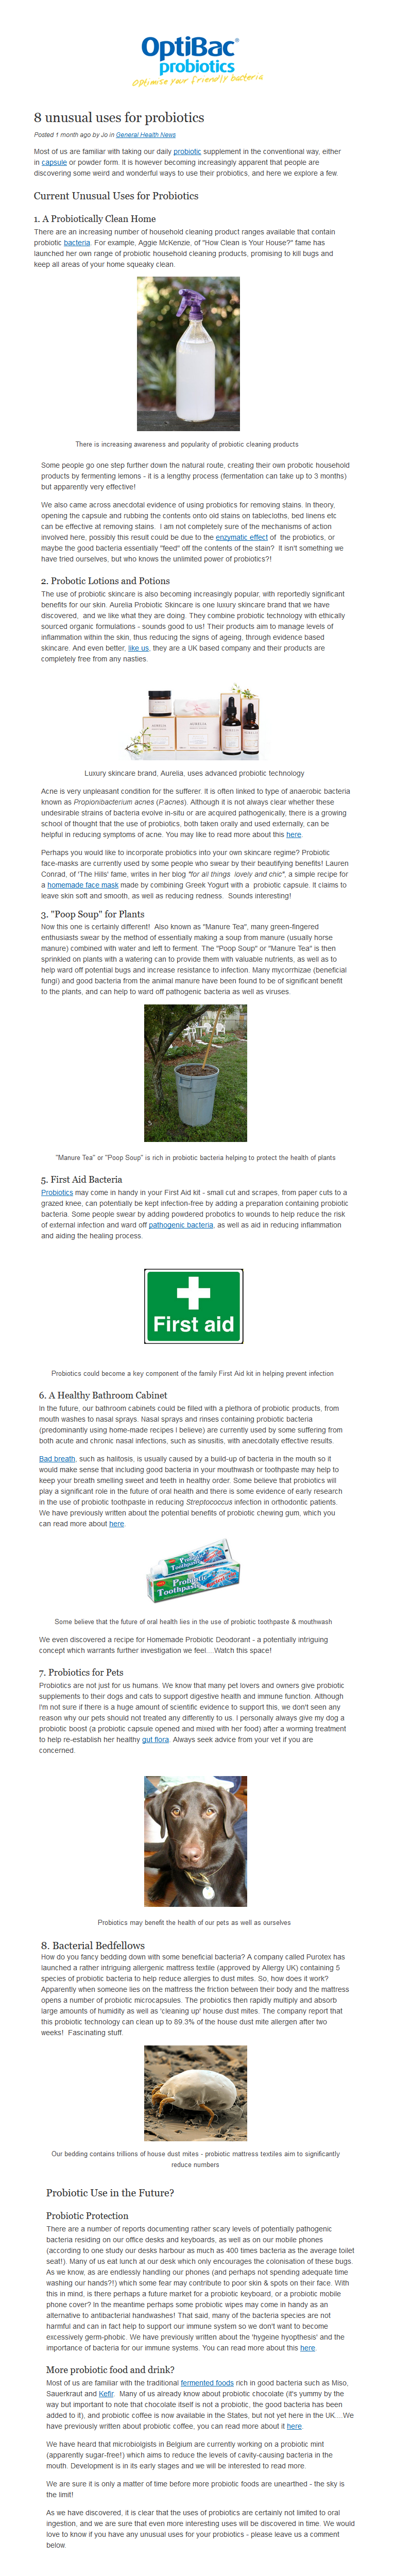 OptiBac®
probiotics
optimise your friendly bacteria
8 unusual uses for probiotics
Posted 1 month ago by Jo in General Health News
Most of us are familiar with taking our daily probiotic supplement in the conventional way, either
in capsule or powder form. It is however becoming increasingly apparent that people are
discovering some weird and wonderful ways to use their probiotics, and here we explore a few.
Current Unusual Uses for Probiotics
1. A Probiotically Clean Home
There are an increasing number of household cleaning product ranges available that contain
probiotic bacteria. For example, Aggie McKenzie, of "How Clean is Your House?" fame has
launched her own range of probiotic household cleaning products, promising to kill bugs and
keep all areas of your home squeaky clean.
There is increasing awareness and popularity of probiotic cleaning products
Some people go one step further down the natural route, creating their own probotic household
products by fermenting lemons - it is a lengthy process (fermentation can take up to 3 months)
but apparently very effective!
We also came across anecdotal evidence of using probiotics for removing stains. In theory,
opening the capsule and rubbing the contents onto old stains on tablecloths, bed linens etc
can be effective at removing stains.  I am not completely sure of the mechanisms of action
involved here, possibly this result could be due to the enzymatic effect of  the probiotics, or
maybe the good bacteria essentially "feed" off the contents of the stain?  It isn't something we
have tried ourselves, but who knows the unlimited power of probiotics?!
2. Probotic Lotions and Potions
The use of probiotic skincare is also becoming increasingly popular, with reportedly significant
benefits for our skin. Aurelia Probiotic Skincare is one luxury skincare brand that we have
discovered,  and we like what they are doing. They combine probiotic technology with ethically
sourced organic formulations - sounds good to us! Their products aim to manage levels of
inflammation within the skin, thus reducing the signs of ageing, through evidence based
skincare. And even better, like us, they are a UK based company and their products are
completely free from any nasties.
Luxury skincare brand, Aurelia, uses advanced probiotic technology
Acne is very unpleasant condition for the sufferer. It is often linked to type of anaerobic bacteria
known as Propionibacterium acnes (P.acnes). Although it is not always clear whether these
undesirable strains of bacteria evolve in-situ or are acquired pathogenically, there is a growing
school of thought that the use of probiotics, both taken orally and used externally, can be
helpful in reducing symptoms of acne. You may like to read more about this here.
Perhaps you would like to incorporate probiotics into your own skincare regime? Probiotic
face-masks are currently used by some people who swear by their beautifying benefits! Lauren
Conrad, of 'The Hills' fame, writes in her blog "for all things  lovely and chic", a simple recipe for
a homemade face mask made by combining Greek Yogurt with a  probiotic capsule. It claims to
leave skin soft and smooth, as well as reducing redness.  Sounds interesting!
3. "Poop Soup" for Plants
Now this one is certainly different!  Also known as "Manure Tea", many green-fingered
enthusiasts swear by the method of essentially making a soup from manure (usually horse
manure) combined with water and left to ferment. The "Poop Soup" or "Manure Tea" is then
sprinkled on plants with a watering can to provide them with valuable nutrients, as well as to
help ward off potential bugs and increase resistance to infection. Many mycorrhizae (beneficial
fungi) and good bacteria from the animal manure have been found to be of significant benefit
to the plants, and can help to ward off pathogenic bacteria as well as viruses.
"Manure Tea" or "Poop Soup" is rich in probiotic bacteria helping to protect the health of plants
5. First Aid Bacteria
Probiotics may come in handy in your First Aid kit - small cut and scrapes, from paper cuts to a
grazed knee, can potentially be kept infection-free by adding a preparation containing probiotic
bacteria. Some people swear by adding powdered probotics to wounds to help reduce the risk
of external infection and ward off pathogenic bacteria, as well as aid in reducing inflammation
and aiding the healing process.
First aid
Probiotics could become a key component of the family First Aid kit in helping prevent infection
6. A Healthy Bathroom Cabinet
In the future, our bathroom cabinets could be filled with a plethora of probiotic products, from
mouth washes to nasal sprays. Nasal sprays and rinses containing probiotic bacteria
(predominantly using home-made recipes I believe) are currently used by some suffering from
both acute and chronic nasal infections, such as sinusitis, with anecdotally effective results.
Bad breath, such as halitosis, is usually caused by a build-up of bacteria in the mouth so it
would make sense that including good bacteria in your mouthwash or toothpaste may help to
keep your breath smelling sweet and teeth in healthy order. Some believe that probiotics will
play a significant role in the future of oral health and there is some evidence of early research
in the use of probiotic toothpaste in reducing Streptococcus infection in orthodontic patients.
We have previously written about the potential benefits of probiotic chewing gum, which you
can read more about here.
Probiotic
Toothpaste
Some believe that the future of oral health lies in the use of probiotic toothpaste & mouthwash
We even discovered a recipe for Homemade Probiotic Deodorant - a potentially intriguing
concept which warrants further investigation we feel....Watch this space!
7. Probiotics for Pets
Probiotics are not just for us humans. We know that many pet lovers and owners give probiotic
supplements to their dogs and cats to support digestive health and immune function. Although
I'm not sure if there is a huge amount of scientific evidence to support this, we don't seen any
reason why our pets should not treated any differently to us. I personally always give my dog a
probiotic boost (a probiotic capsule opened and mixed with her food) after a worming treatment
to help re-establish her healthy gut flora. Always seek advice from your vet if you are
concerned.
Probiotics may benefit the health of our pets as well as ourselves
8. Bacterial Bedfellows
How do you fancy bedding down with some beneficial bacteria? A company called Purotex has
launched a rather intriguing allergenic mattress textile (approved by Allergy UK) containing 5
species of probiotic bacteria to help reduce allergies to dust mites. So, how does it work?
Apparently when someone lies on the mattress the friction between their body and the mattress
opens a number of probiotic microcapsules. The probiotics then rapidly multiply and absorb
large amounts of humidity as well as 'cleaning up' house dust mites. The company report that
this probiotic technology can clean up to 89.3% of the house dust mite allergen after two
weeks!  Fascinating stuff.
Our bedding contains trillions of house dust mites - probiotic mattress textiles aim to significantly
reduce numbers
Probiotic Use in the Future?
Probiotic Protection
There are a number of reports documenting rather scary levels of potentially pathogenic
bacteria residing on our office desks and keyboards, as well as on our mobile phones
(according to one study our desks harbour as much as 400 times bacteria as the average toilet
seat!). Many of us eat lunch at our desk which only encourages the colonisation of these bugs.
As we know, as are endlessly handling our phones (and perhaps not spending adequate time
washing our hands?!) which some fear may contribute to poor skin & spots on their face. With
this in mind, is there perhaps a future market for a probiotic keyboard, or a probiotic mobile
phone cover? In the meantime perhaps some probiotic wipes may come in handy as an
alternative to antibacterial handwashes! That said, many of the bacteria species are not
harmful and can in fact help to support our immune system so we don't want to become
excessively germ-phobic. We have previously written about the 'hygeine hyopthesis' and the
importance of bacteria for our immune systems. You can read more about this here.
More probiotic food and drink?
Most of us are familiar with the traditional fermented foods rich in good bacteria such as Miso,
Sauerkraut and Kefir.  Many of us already know about probiotic chocolate (it's yummy by the
way but important to note that chocolate itself is not a probiotic, the good bacteria has been
added to it), and probiotic coffee is now available in the States, but not yet here in the UK....We
have previously written about probiotic coffee, you can read more about it here.
We have heard that microbiolgists in Belgium are currently working on a probiotic mint
(apparently sugar-free!) which aims to reduce the levels of cavity-causing bacteria in the
mouth. Development is in its early stages and we will be interested to read more.
We are sure it is only a matter of time before more probiotic foods are unearthed - the sky is
the limit!
As we have discovered, it is clear that the uses of probiotics are certainly not limited to oral
ingestion, and we are sure that even more interesting uses will be discovered in time. We would
love to know if you have any unusual uses for your probiotics - please leave us a comment
below.